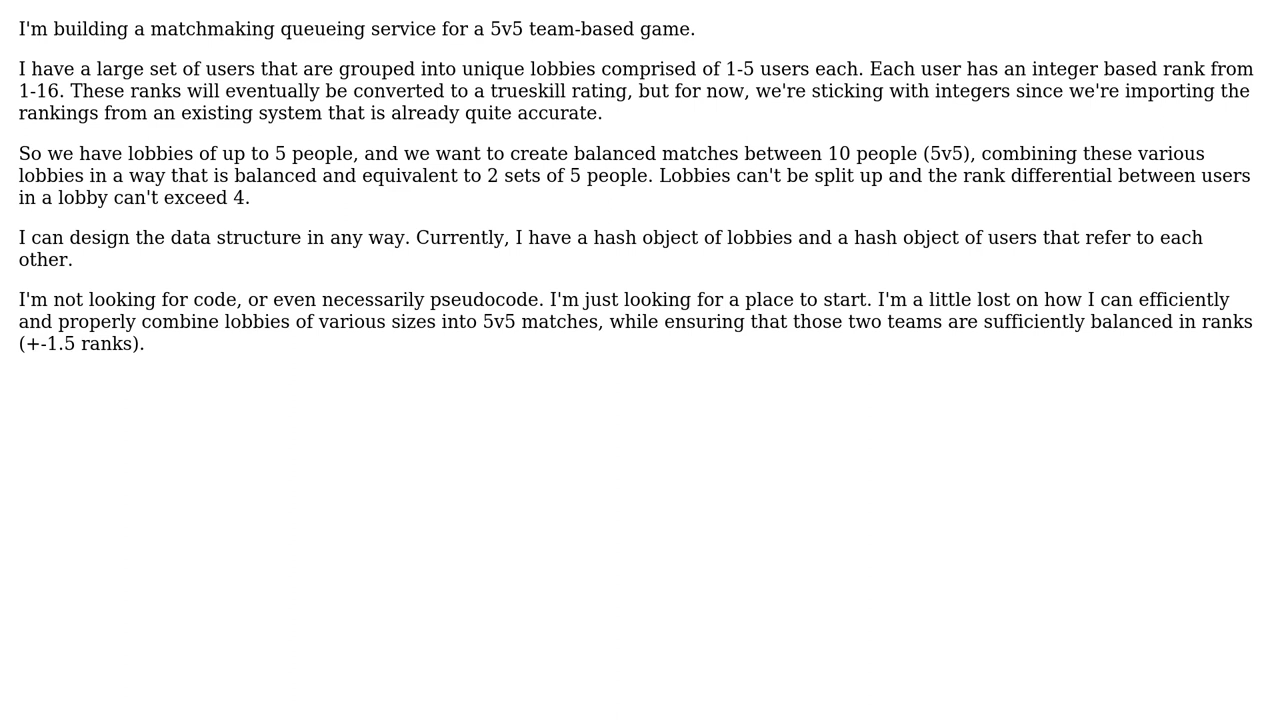 I'm building a matchmaking queueing service for a 5v5 team-based game.
I have a large set of users that are grouped into unique lobbies comprised of 1-5 users each. Each user has an integer based rank from
1-16. These ranks will eventually be converted to a trueskill rating, but for now, we're sticking with integers since we're importing the
rankings from an existing system that is already quite accurate.
So we have lobbies of up to 5 people, and we want to create balanced matches between 10 people (5v5), combining these various
lobbies in a way that is balanced and equivalent to 2 sets of 5 people. Lobbies can't be split up and the rank differential between users
in a lobby can't exceed 4.
I can design the data structure in any way. Currently, I have a hash object of lobbies and a hash object of users that refer to each
other.
I'm not looking for code, or even necessarily pseudocode. I'm just looking for a place to start. I'm a little lost on how I can efficiently
and properly combine lobbies of various sizes into 5v5 matches, while ensuring that those two teams are sufficiently balanced in ranks
(+-1.5 ranks).